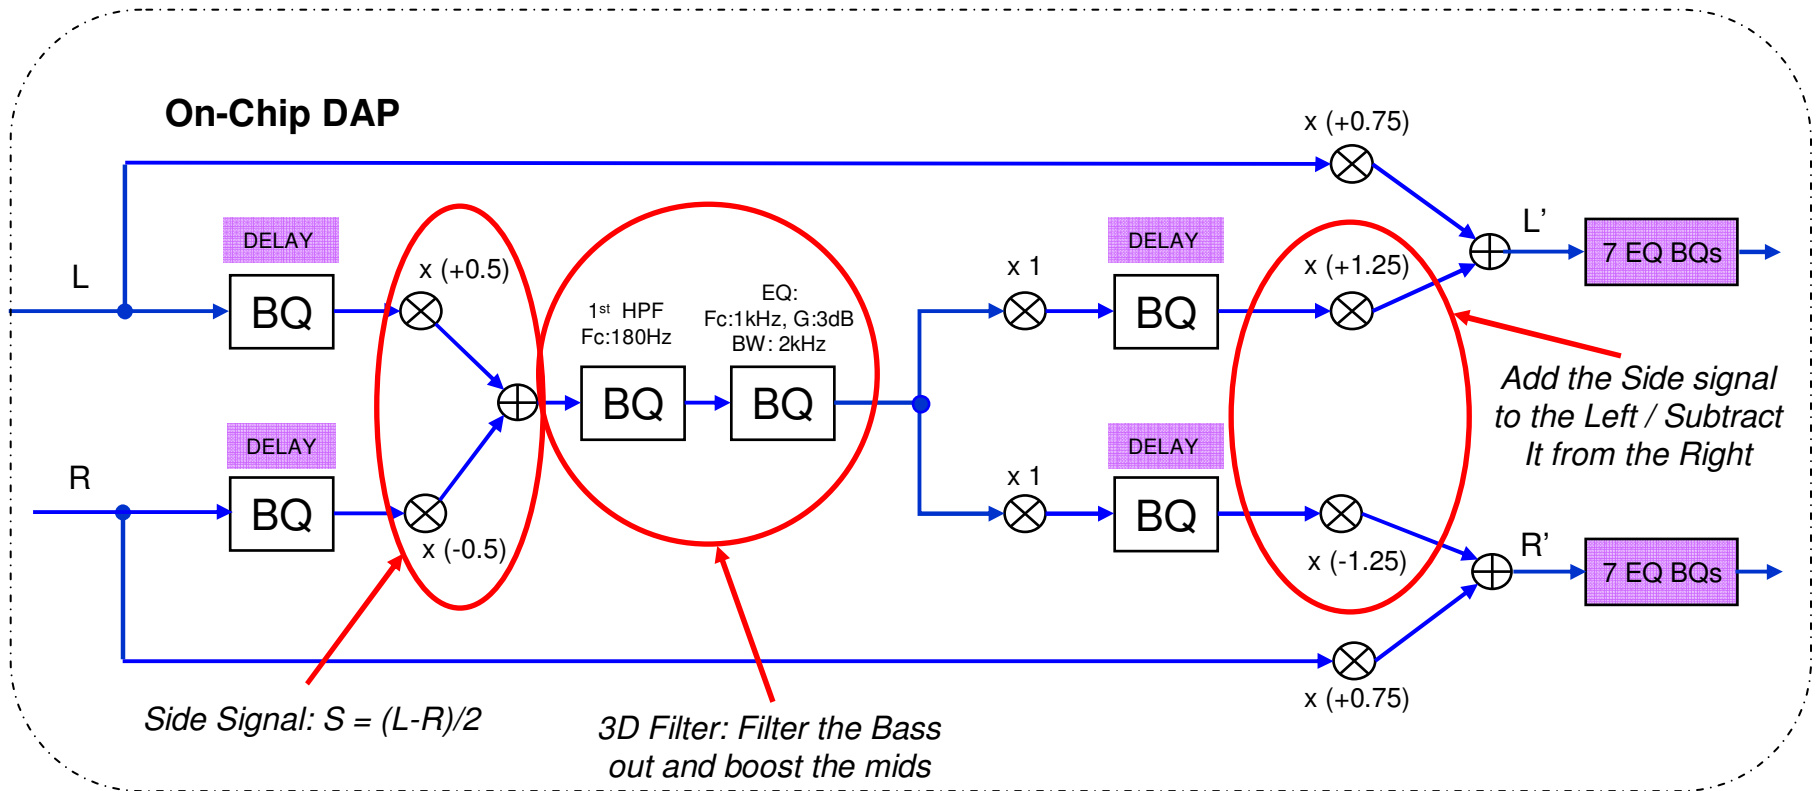 On-Chip DAP
x (+0.75)
DELAY
DELAY
L'
7 EQ BQs
L
x (+0.5)
x 1
x (+1.25)
BQ
EQ:
1st HPF
Fc:1kHz, G:3dB
Fc:180Hz
BW: 2kHz
BQ
BQ
BQ
Add the Side signal
to the Left / Subtract
It from the Right
DELAY
DELAY
R
x 1
BQ
BQ
x (-0.5)
x (-1.25)
R'
7 EQ BQs
x (+0.75)
Side Signal: S = (L-R)/2
3D Filter: Filter the Bass
out and boost the mids